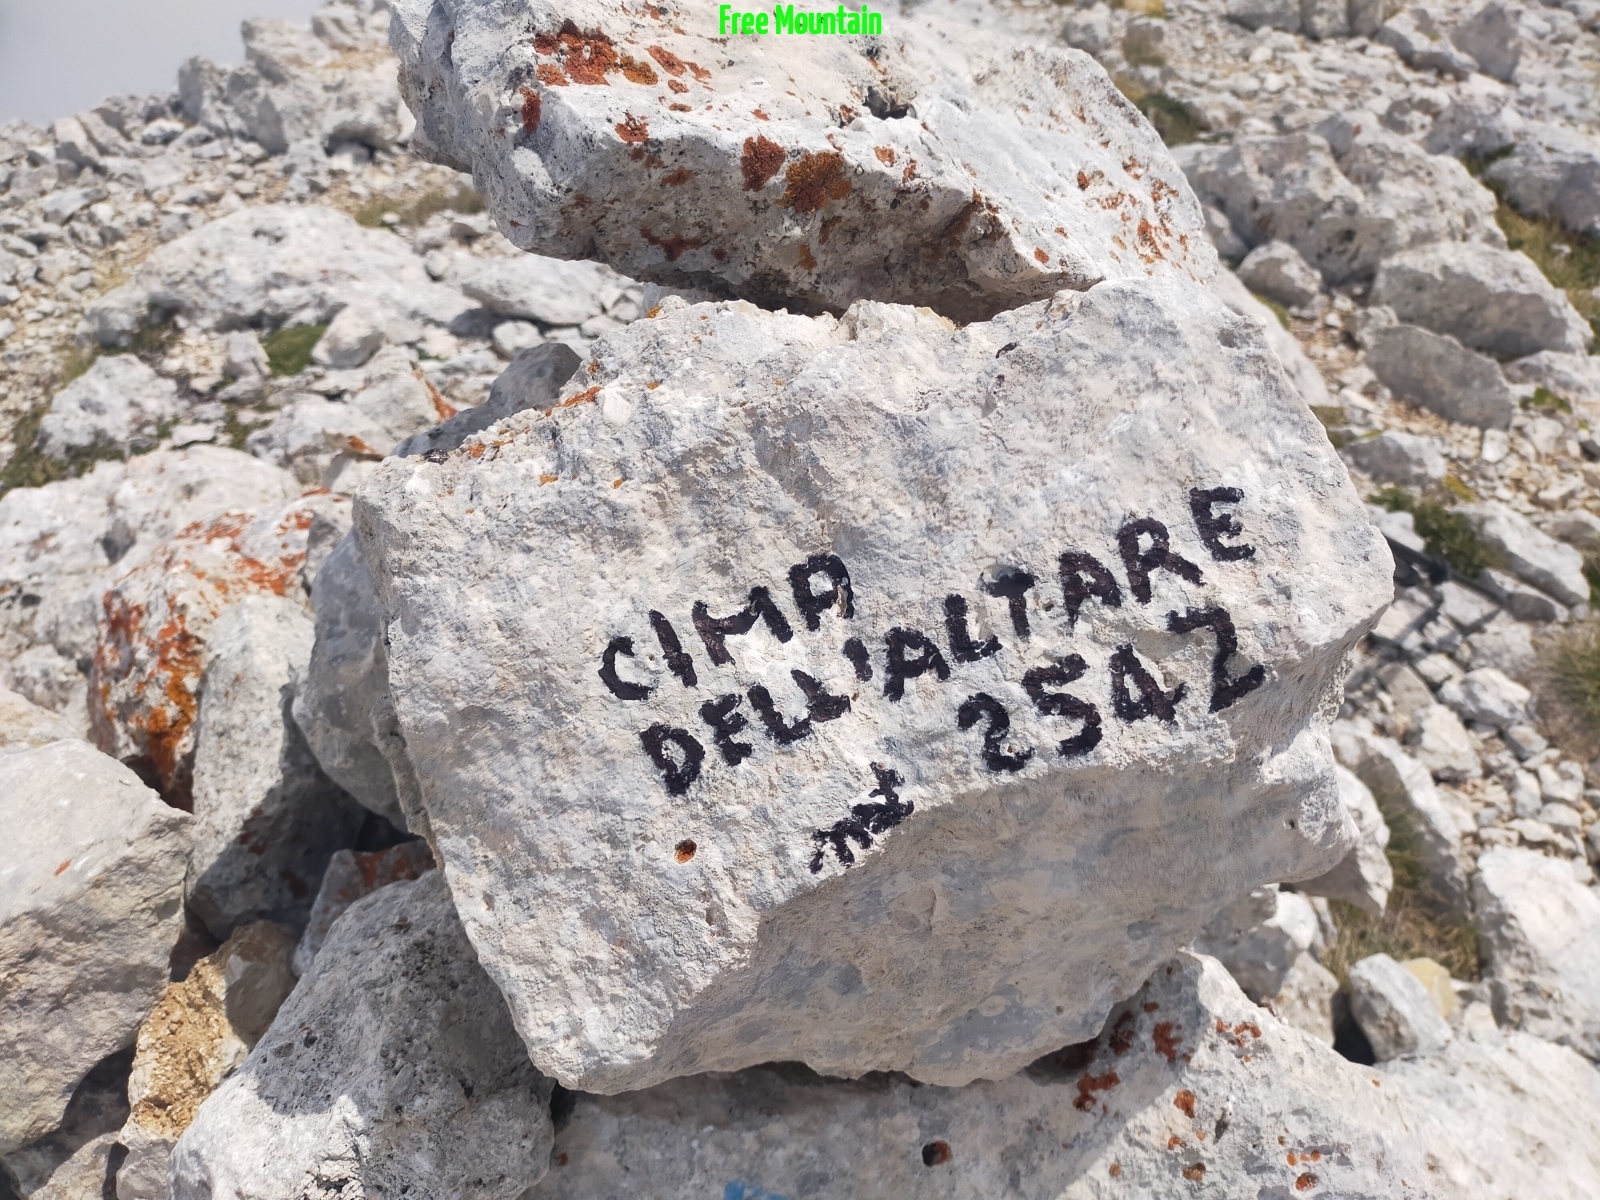 Free Mountain
CIMA
DELL'ALTARE
2542
mt